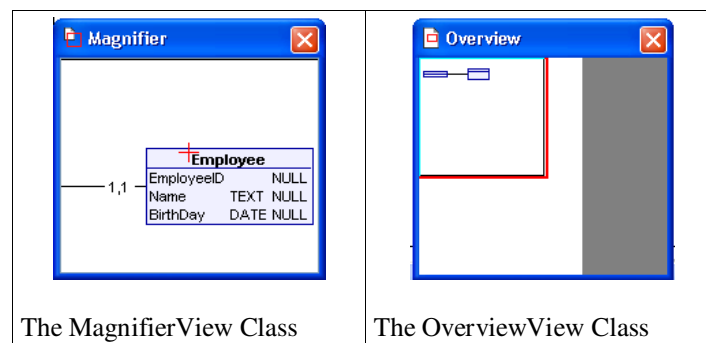 Magnifier
Overview
Employee
EmployeeID NULL
1,1
Name TEXT NULL
BirthDay DATE NULL
The MagnifierView Class
The OverviewView Class